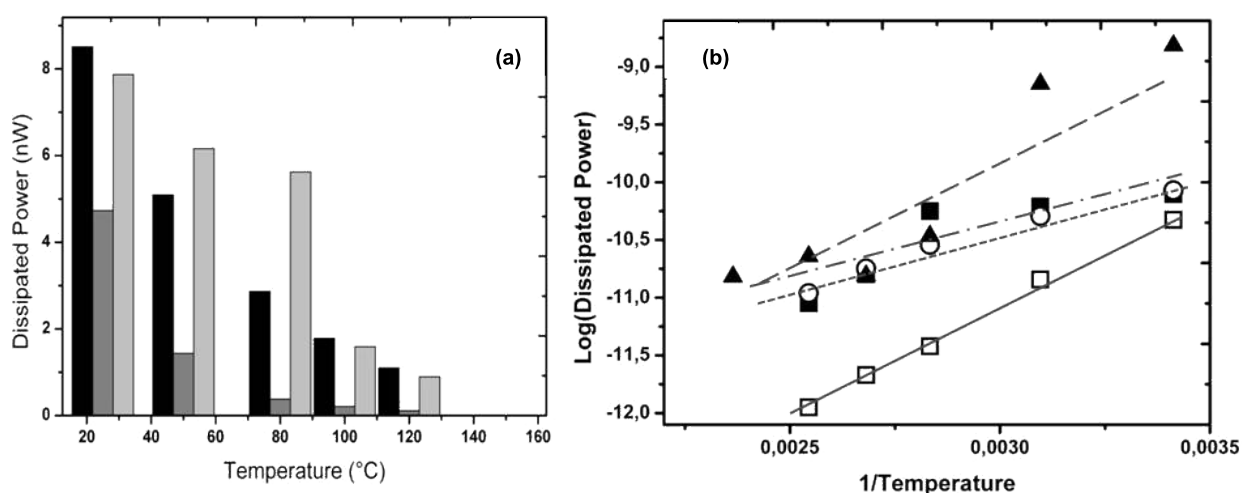 (a)
Dissipated Power (nW)
8
6
4
2
0
20 40 60 80 100 120 140 160
Temperature (°C)
(b)
Log(Dissipated Power)
-9,0
-9,5
-10,0
-10,5
-11,0
-11,5
-12,0
0,0025 0,0030 0,0035
1/Temperature